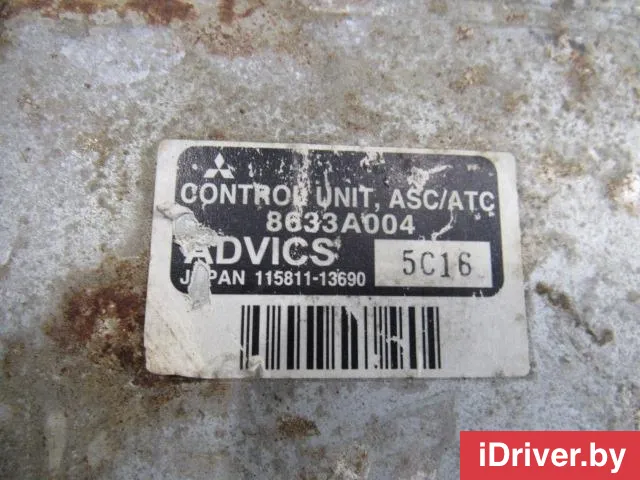 CONTROL UNIT, ASC/ATC
8633A004
ADVICS
5C16
JAPAN 115811-13690
iDriver.by